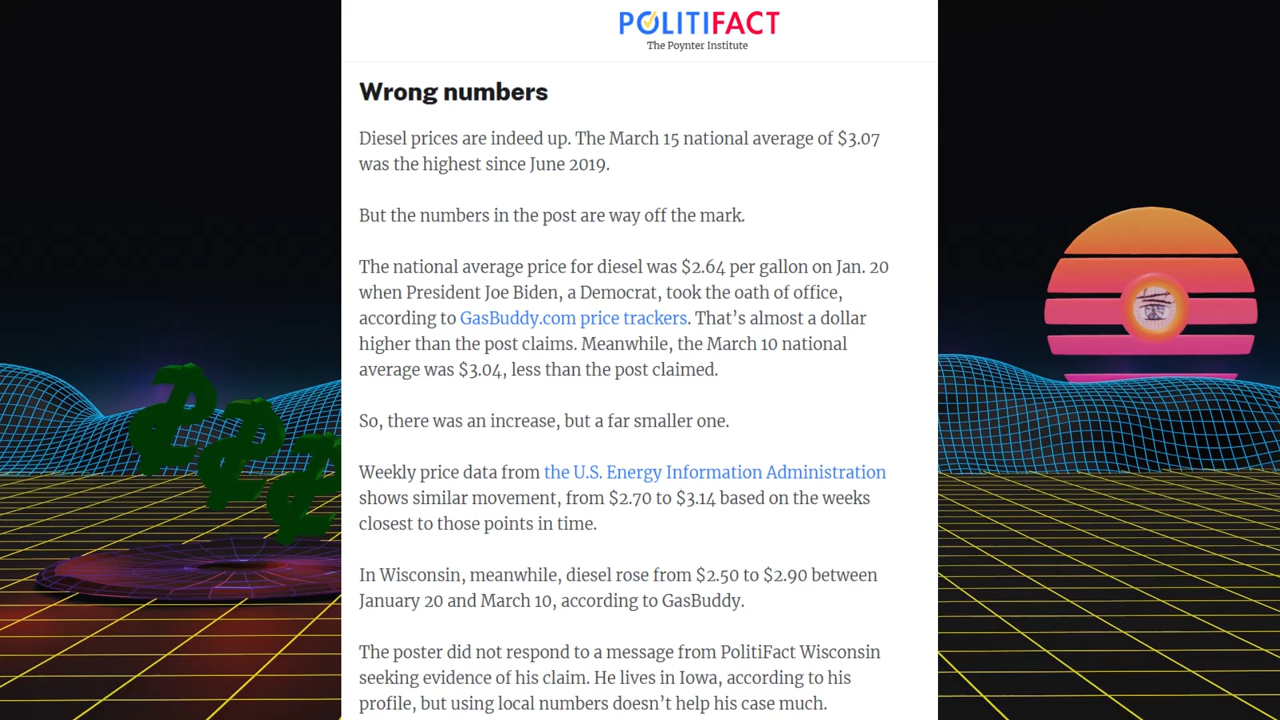 POLITIFACT
The Poynter Institute
Wrong numbers
Diesel prices are indeed up. The March 15 national average of $3.07
was the highest since June 2019.
But the numbers in the post are way off the mark.
The national average price for diesel was $2.64 per gallon on Jan. 20
when President Joe Biden, a Democrat, took the oath of office,
according to GasBuddy.com price trackers. That’s almost a dollar
higher than the post claims. Meanwhile, the March 10 national
average was $3.04, less than the post claimed.
So, there was an increase, but a far smaller one.
Weekly price data from the U.S. Energy Information Administration
shows similar movement, from $2.70 to $3.14 based on the weeks
closest to those points in time.
In Wisconsin, meanwhile, diesel rose from $2.50 to $2.90 between
January 20 and March 10, according to GasBuddy.
The poster did not respond to a message from PolitiFact Wisconsin
seeking evidence of his claim. He lives in Iowa, according to his
profile, but using local numbers doesn’t help his case much.